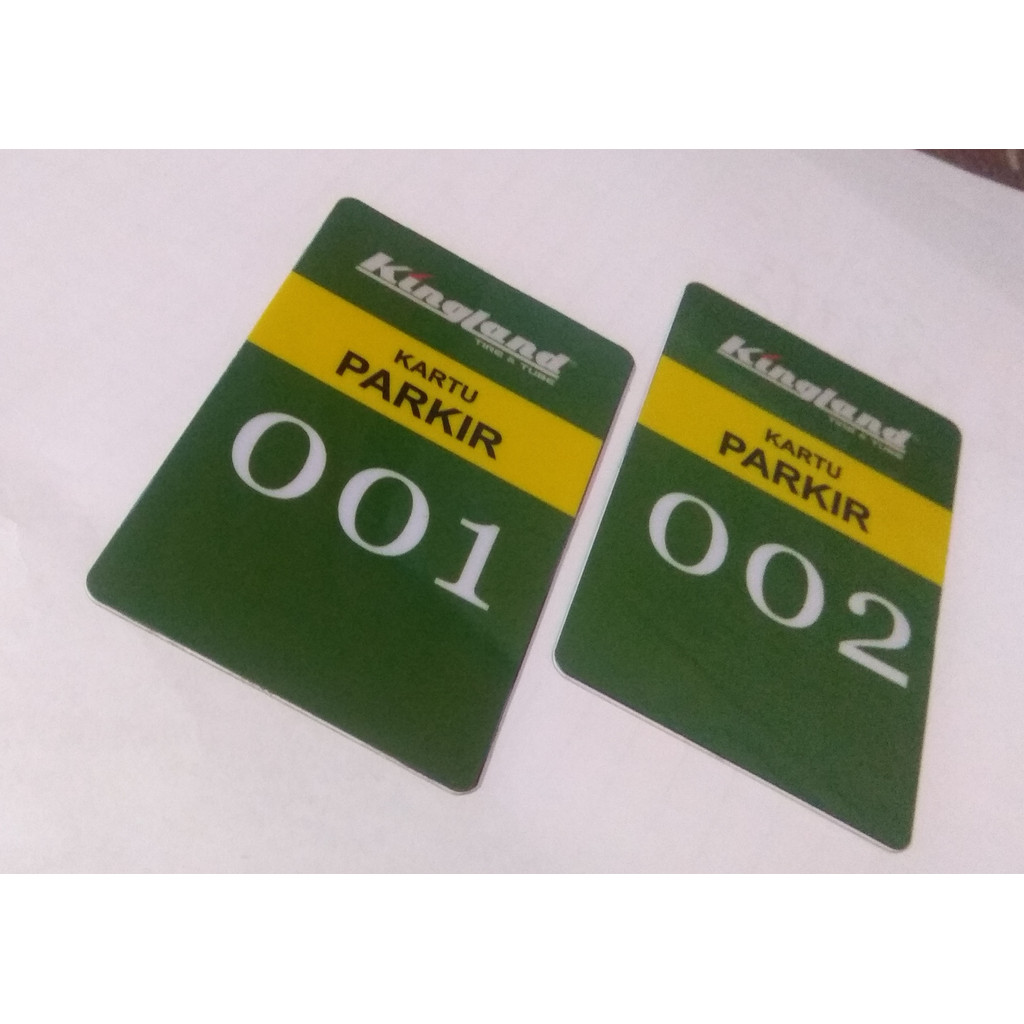 Kingland
TIRE & TUBE
KARTU
PARKIR
001
Kingland
TIRE & TUBE
KARTU
PARKIR
002